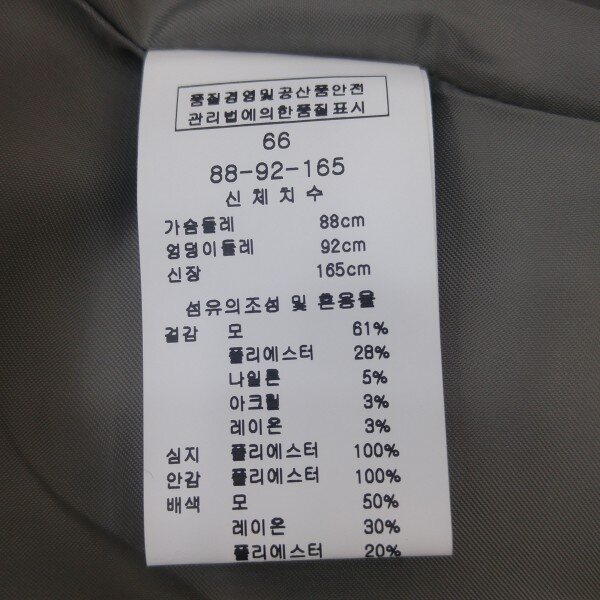 품질경영및공산품안전
관리법에의한품질표시
66
88-92-165
신체치수
가슴둘레 88cm
엉덩이둘레 92cm
신장 165cm
섬유의조성 및 혼용율
겉감 모 61%
폴리에스터 28%
나일론 5%
아크릴 3%
레이온 3%
심지 폴리에스터 100%
안감 폴리에스터 100%
배색 모 50%
레이온 30%
폴리에스터 20%